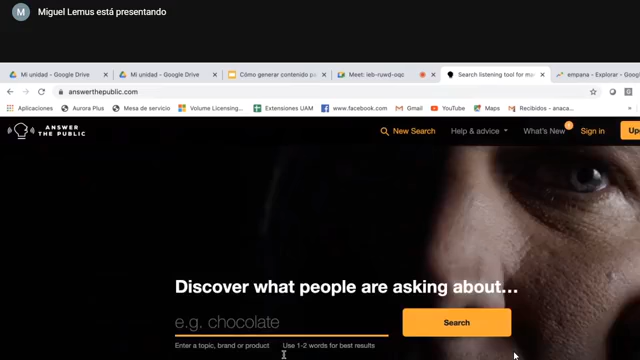 M Miguel Lemus está presentando
Mi unidad - Google Drive × Mi unidad - Google Drive × Cómo generar contenido pa × Meet: ieb-ruwd-oqc × Search listening tool for ma × empana - Explorar - Google
answerthepublic.com
Aplicaciones Aurora Plus Mesa de servicio Volume Licensing... Extensiones UAM www.facebook.com Gmail YouTube Maps Recibidos - anaca...
ANSWER
THE PUBLIC
New Search Help & advice What's New Sign in
Discover what people are asking about...
e.g. chocolate Search
Enter a topic, brand or product Use 1-2 words for best results